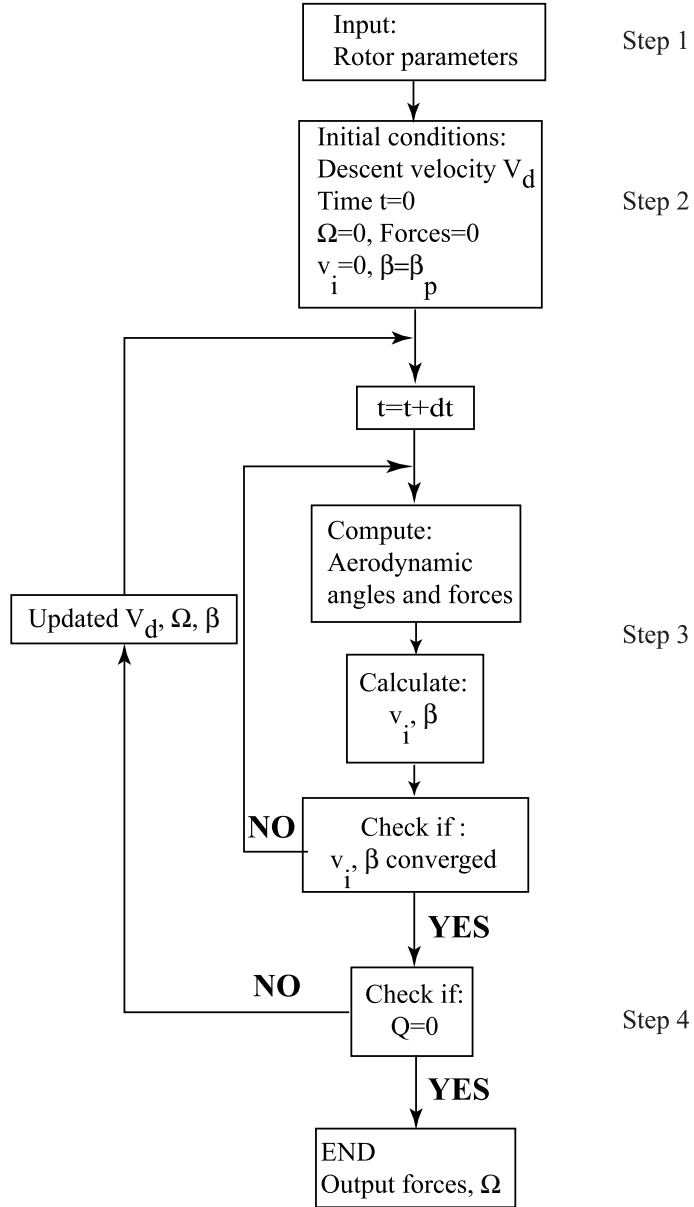 Input:
Rotor parameters
Step 1
Initial conditions:
Descent velocity V_d
Time t=0
Ω=0, Forces=0
v_i=0, β=β_p
Step 2
t=t+dt
Compute:
Aerodynamic
angles and forces
Updated V_d, Ω, β
Step 3
Calculate:
v_i, β
NO
Check if :
v_i, β converged
YES
NO
Check if:
Q=0
Step 4
YES
END
Output forces, Ω